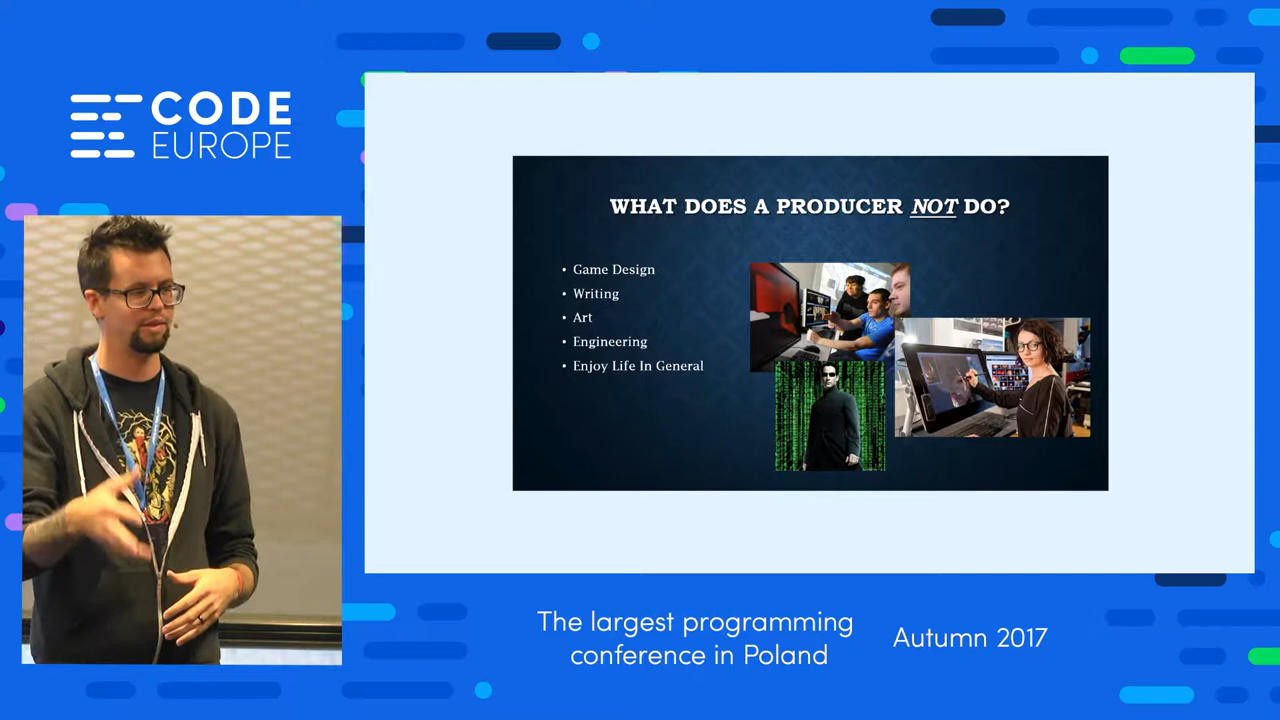 CODE
EUROPE
WHAT DOES A PRODUCER NOT DO?
• Game Design
• Writing
• Art
• Engineering
• Enjoy Life In General
The largest programming
conference in Poland
Autumn 2017